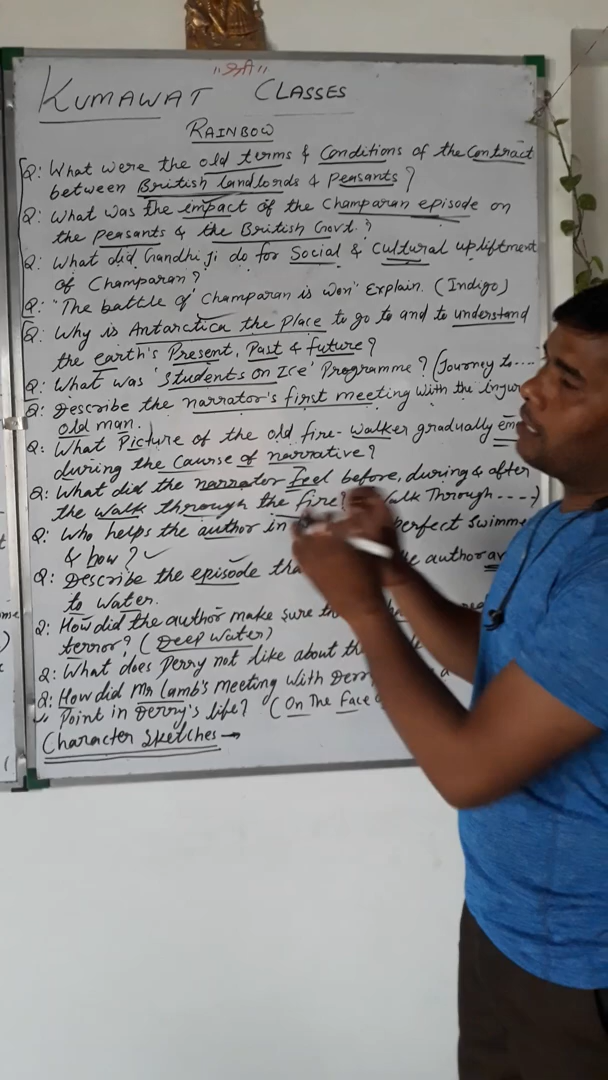 "श्री"
KUMAWAT CLASSES
RAINBOW
Q: What were the old terms & Conditions of the Contract
between British landlords & Peasants?
Q: What was the impact of the Champaran episode on
the peasants & the British Govt.?
Q: What did Gandhi ji do for Social & Cultural upliftment
of Champaran?
Q: "The battle of Champaran is won" Explain. (Indigo)
Q: Why is Antarctica the Place to go to and to understand
the earth's Present, Past & future?
Q: What was 'Students on Ice' Programme? (Journey to....
Q: Describe the narrator's first meeting with the
old man.
Q: What Picture of the old fire-walker gradually
during the Course of narrative?
Q: What did the narrator Feel before, during & after
the walk through the fire? Walk Through ----)
Q: Who helps the author in perfect swimme
& how?
Q: Describe the episode tha author
to Water.
Q: How did the author make sure
terror? (Deep Water)
Q: What does Derry not like about the
Q: How did Mr Lamb's meeting with Derr a
Point in Derry's life? (On The Face
Character Sketches →